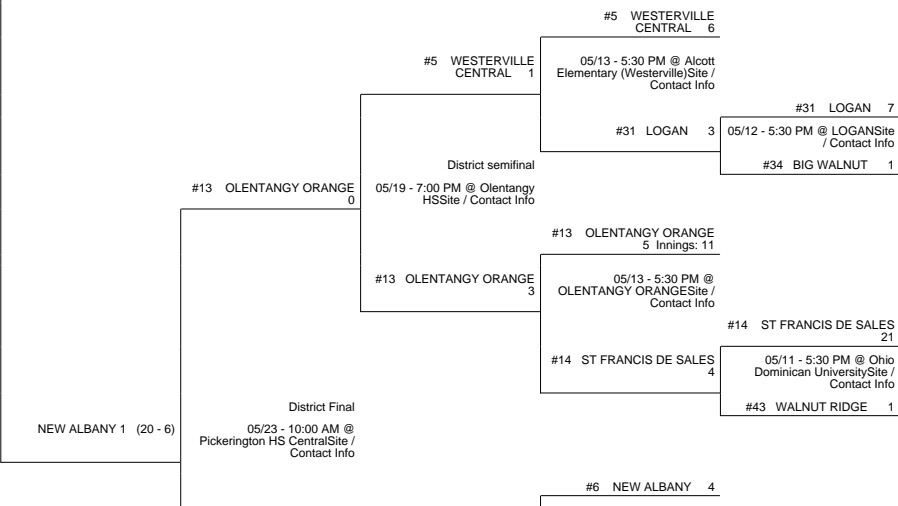 #5 WESTERVILLE
CENTRAL 6
05/13 - 5:30 PM @ Alcott
Elementary (Westerville)Site /
Contact Info
#5 WESTERVILLE
CENTRAL 1
#31 LOGAN 7
05/12 - 5:30 PM @ LOGANSite
/ Contact Info
#31 LOGAN 3
#34 BIG WALNUT 1
District semifinal
05/19 - 7:00 PM @ Olentangy
HSSite / Contact Info
#13 OLENTANGY ORANGE
0
#13 OLENTANGY ORANGE
5 Innings: 11
05/13 - 5:30 PM @
OLENTANGY ORANGESite /
Contact Info
#13 OLENTANGY ORANGE
3
#14 ST FRANCIS DE SALES
21
05/11 - 5:30 PM @ Ohio
Dominican UniversitySite /
Contact Info
#14 ST FRANCIS DE SALES
4
#43 WALNUT RIDGE 1
District Final
05/23 - 10:00 AM @
Pickerington HS CentralSite /
Contact Info
NEW ALBANY 1 (20 - 6)
#6 NEW ALBANY 4